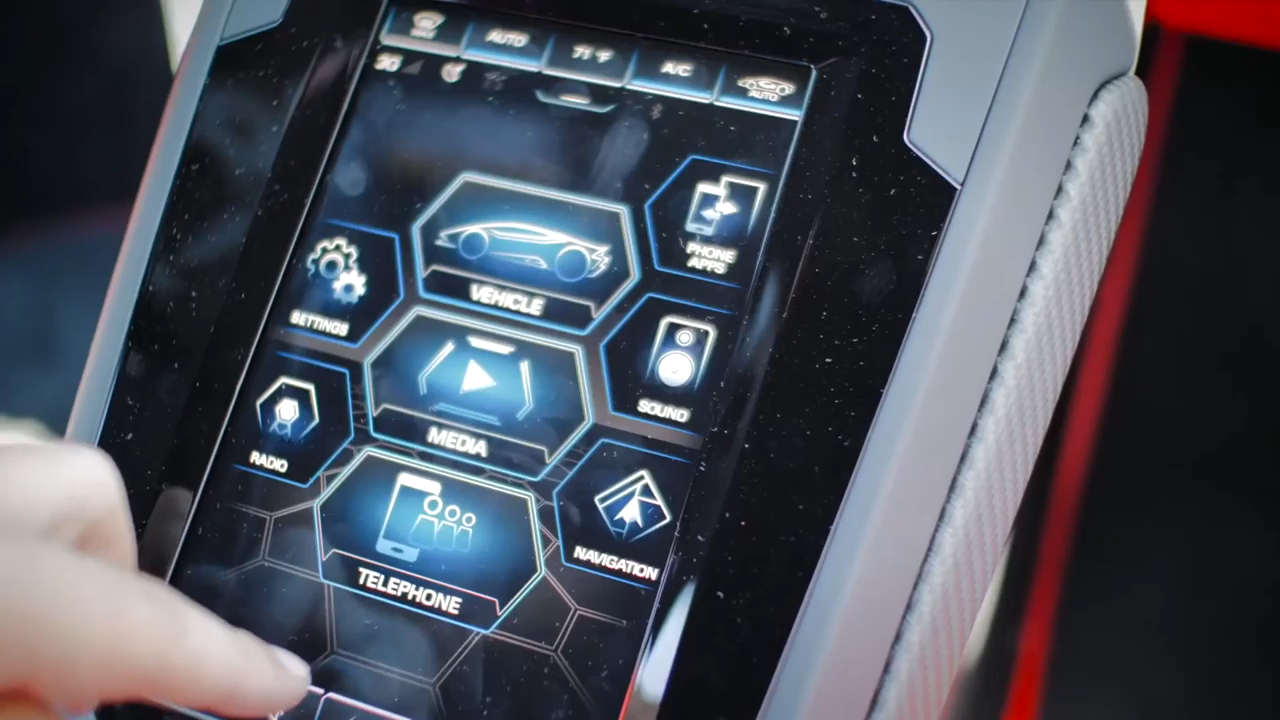 AUTO
71 °F
A/C
AUTO
PHONE
APPS
VEHICLE
SETTINGS
SOUND
MEDIA
RADIO
NAVIGATION
TELEPHONE